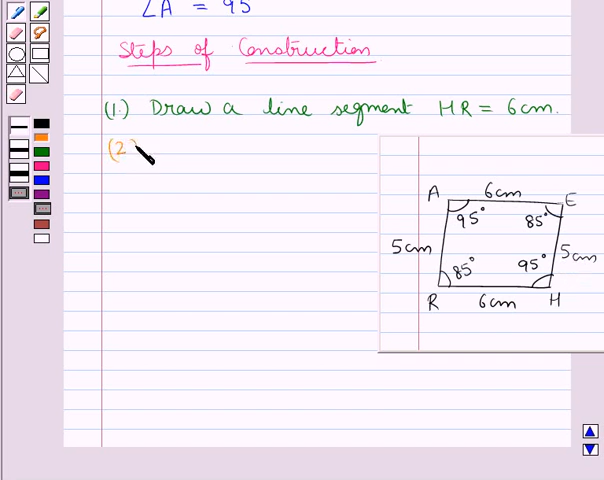 ∠A = 95
Steps of Construction
(1.) Draw a line segment HR = 6cm.
(2)
A 6cm E
95° 85°
5cm 5cm
85° 95°
R 6cm H